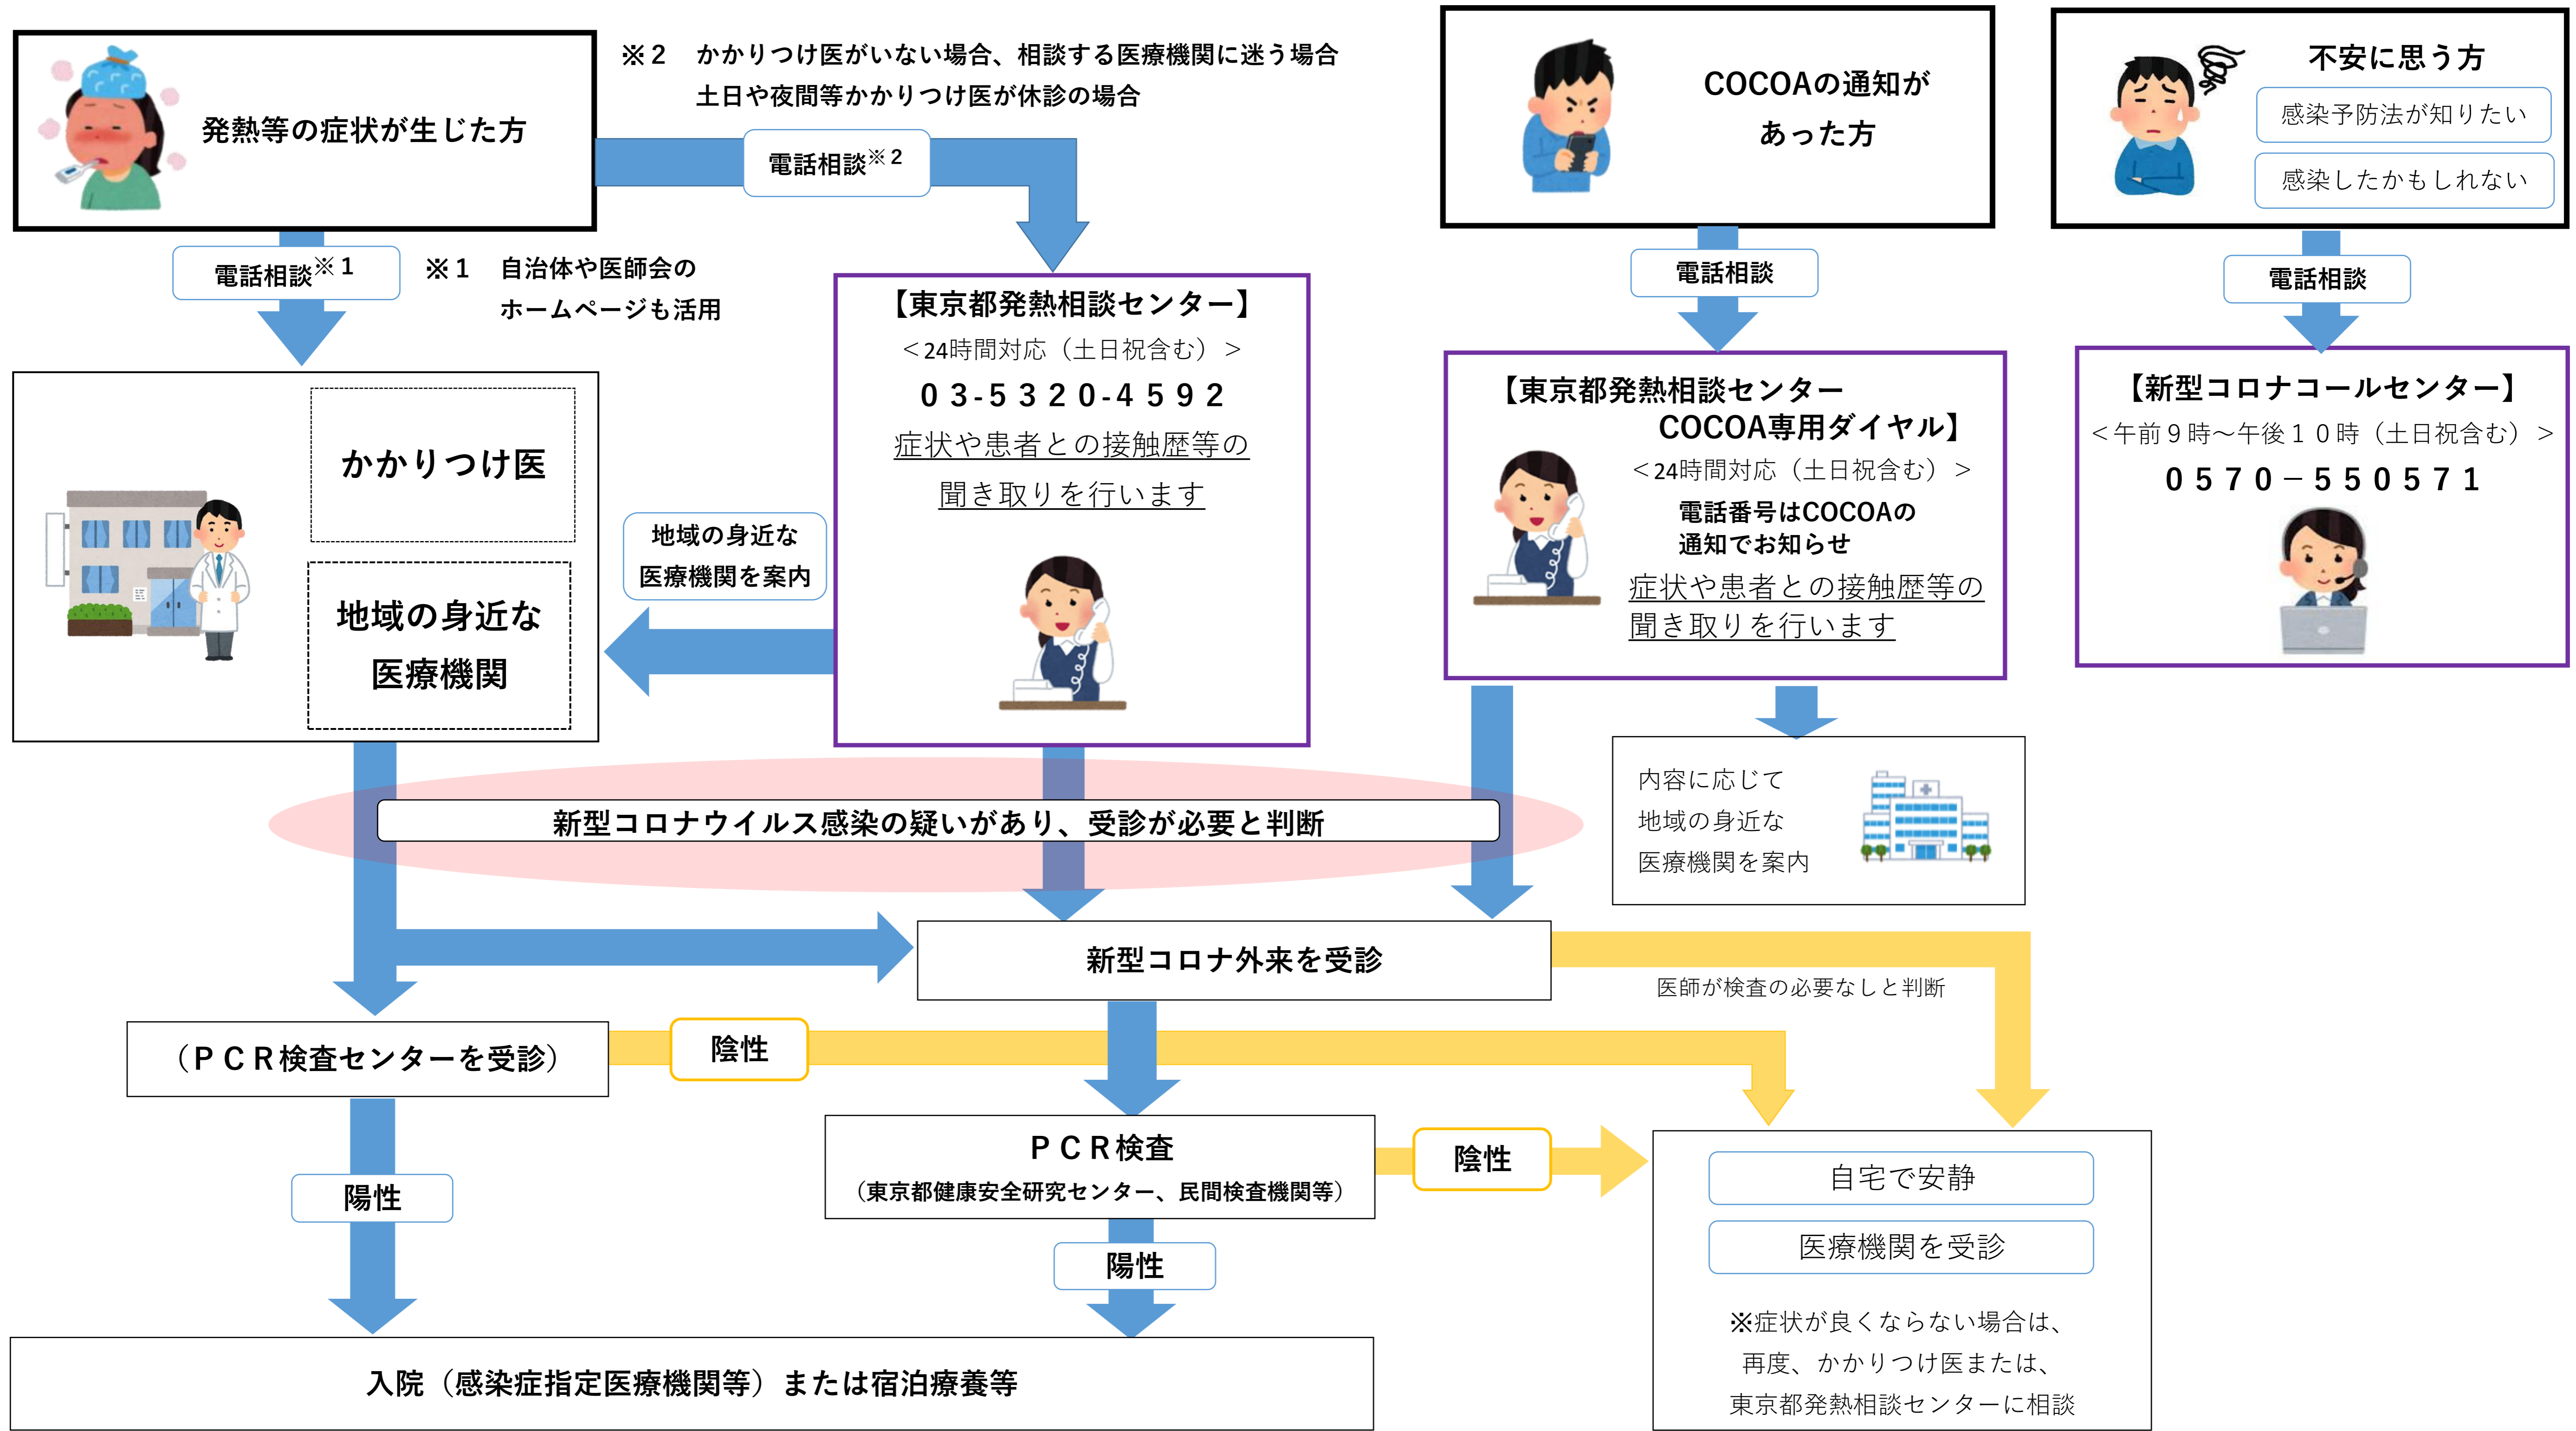 発熱等の症状が生じた方
※２　かかりつけ医がいない場合、相談する医療機関に迷う場合
土日や夜間等かかりつけ医が休診の場合
電話相談※２
COCOAの通知が
あった方
不安に思う方
感染予防法が知りたい
感染したかもしれない
電話相談※１
※１　自治体や医師会の
ホームページも活用
電話相談
電話相談
かかりつけ医
地域の身近な
医療機関
【東京都発熱相談センター】
＜24時間対応（土日祝含む）＞
０３-５３２０-４５９２
症状や患者との接触歴等の
聞き取りを行います
地域の身近な
医療機関を案内
【東京都発熱相談センター
COCOA専用ダイヤル】
＜24時間対応（土日祝含む）＞
電話番号はCOCOAの
通知でお知らせ
症状や患者との接触歴等の
聞き取りを行います
【新型コロナコールセンター】
＜午前９時～午後１０時（土日祝含む）＞
０５７０－５５０５７１
内容に応じて
地域の身近な
医療機関を案内
新型コロナウイルス感染の疑いがあり、受診が必要と判断
新型コロナ外来を受診
医師が検査の必要なしと判断
（ＰＣＲ検査センターを受診）
陰性
ＰＣＲ検査
（東京都健康安全研究センター、民間検査機関等）
陰性
陽性
陽性
入院（感染症指定医療機関等）または宿泊療養等
自宅で安静
医療機関を受診
※症状が良くならない場合は、
再度、かかりつけ医または、
東京都発熱相談センターに相談